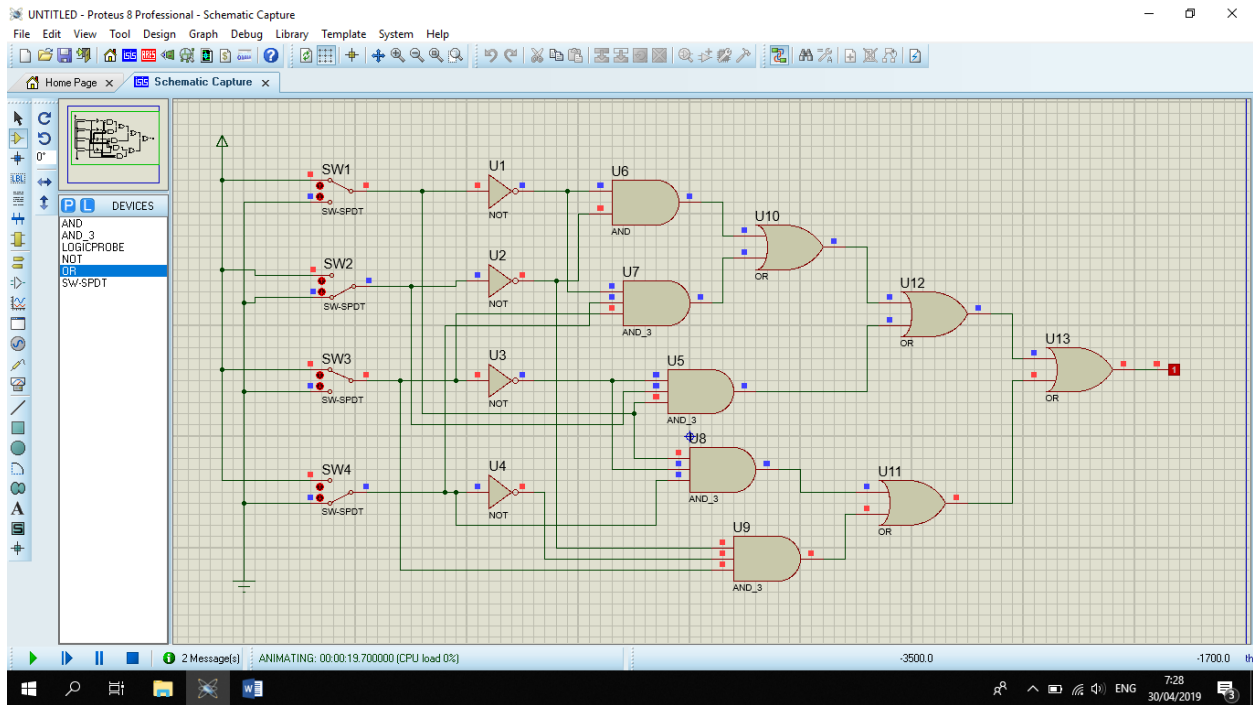 UNTITLED - Proteus 8 Professional - Schematic Capture
File Edit View Tool Design Graph Debug Library Template System Help
Home Page x
Schematic Capture x
0°
P L DEVICES
AND
AND_3
LOGICPROBE
NOT
OR
SW-SPDT
LBL
SW1
SW-SPDT
U1
NOT
U6
AND
U10
OR
SW2
SW-SPDT
U2
NOT
U7
AND_3
U12
OR
SW3
SW-SPDT
U3
NOT
U5
AND_3
U13
OR
1
U8
AND_3
SW4
SW-SPDT
U4
NOT
U11
OR
U9
AND_3
A
S
2 Message(s)
ANIMATING: 00:00:19.700000 (CPU load 0%)
-3500.0
-1700.0
th
ENG
7:28
30/04/2019
3